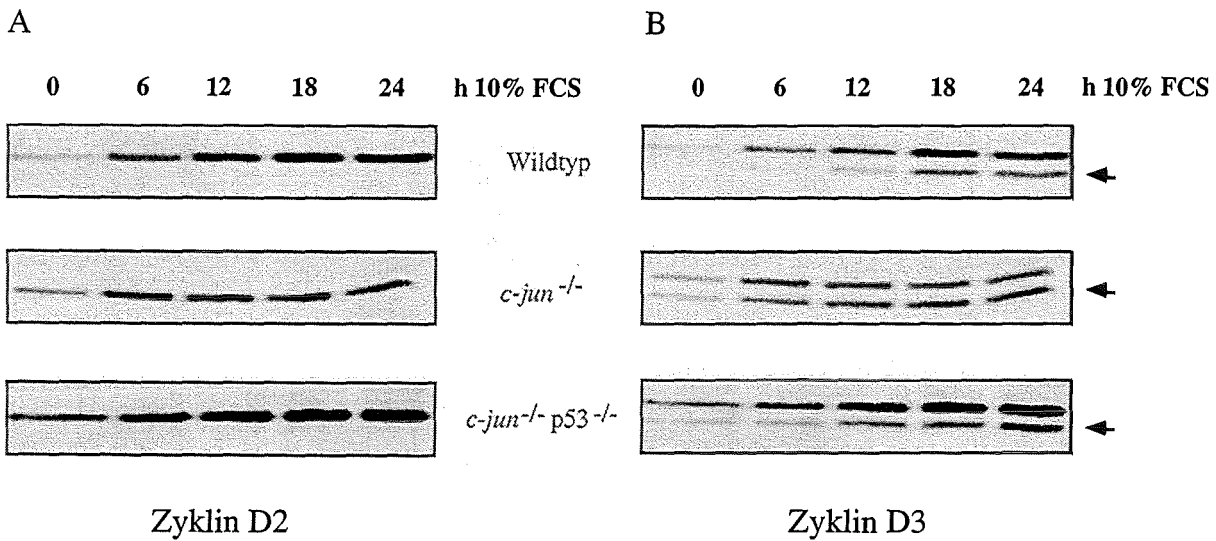 A
B
0 6 12 18 24 h 10% FCS
0 6 12 18 24 h 10% FCS
Wildtyp
c-jun -/-
c-jun-/- p53 -/-
Zyklin D2
Zyklin D3